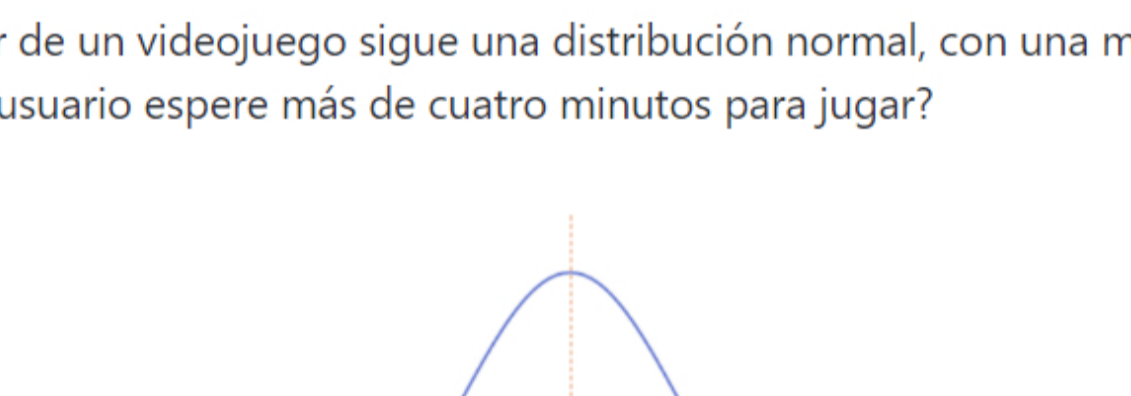 de un videojuego sigue una distribución normal, con una
usuario espere más de cuatro minutos para jugar?